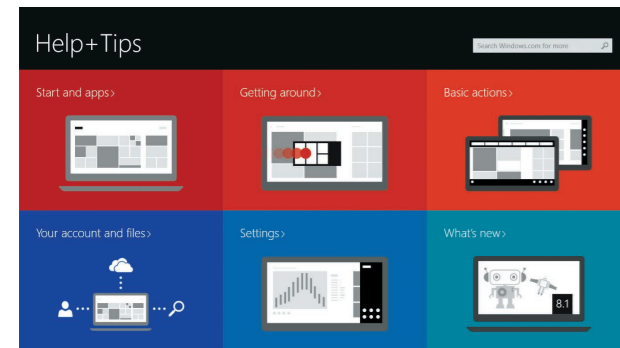 Help+Tips
Search Windows.com for more
Start and apps>
Getting around>
Basic actions>
Your account and files>
Settings>
What's new>
8.1